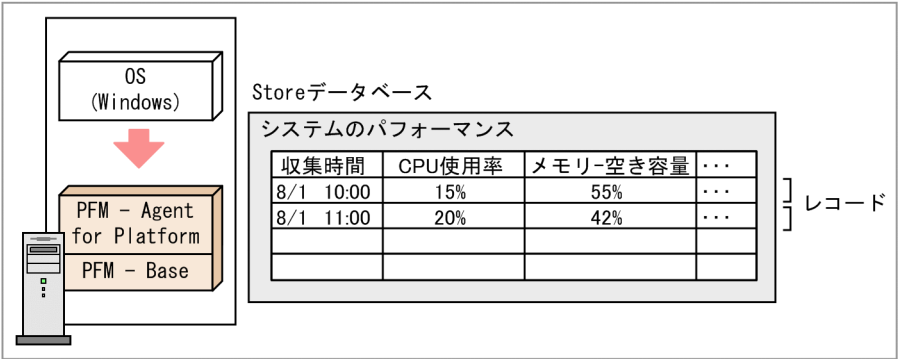 OS
(Windows)
PFM - Agent
for Platform
PFM - Base
Storeデータベース
システムのパフォーマンス
収集時間 CPU使用率 メモリ-空き容量 ...
8/1 10:00 15% 55% ...
8/1 11:00 20% 42% ...
レコード